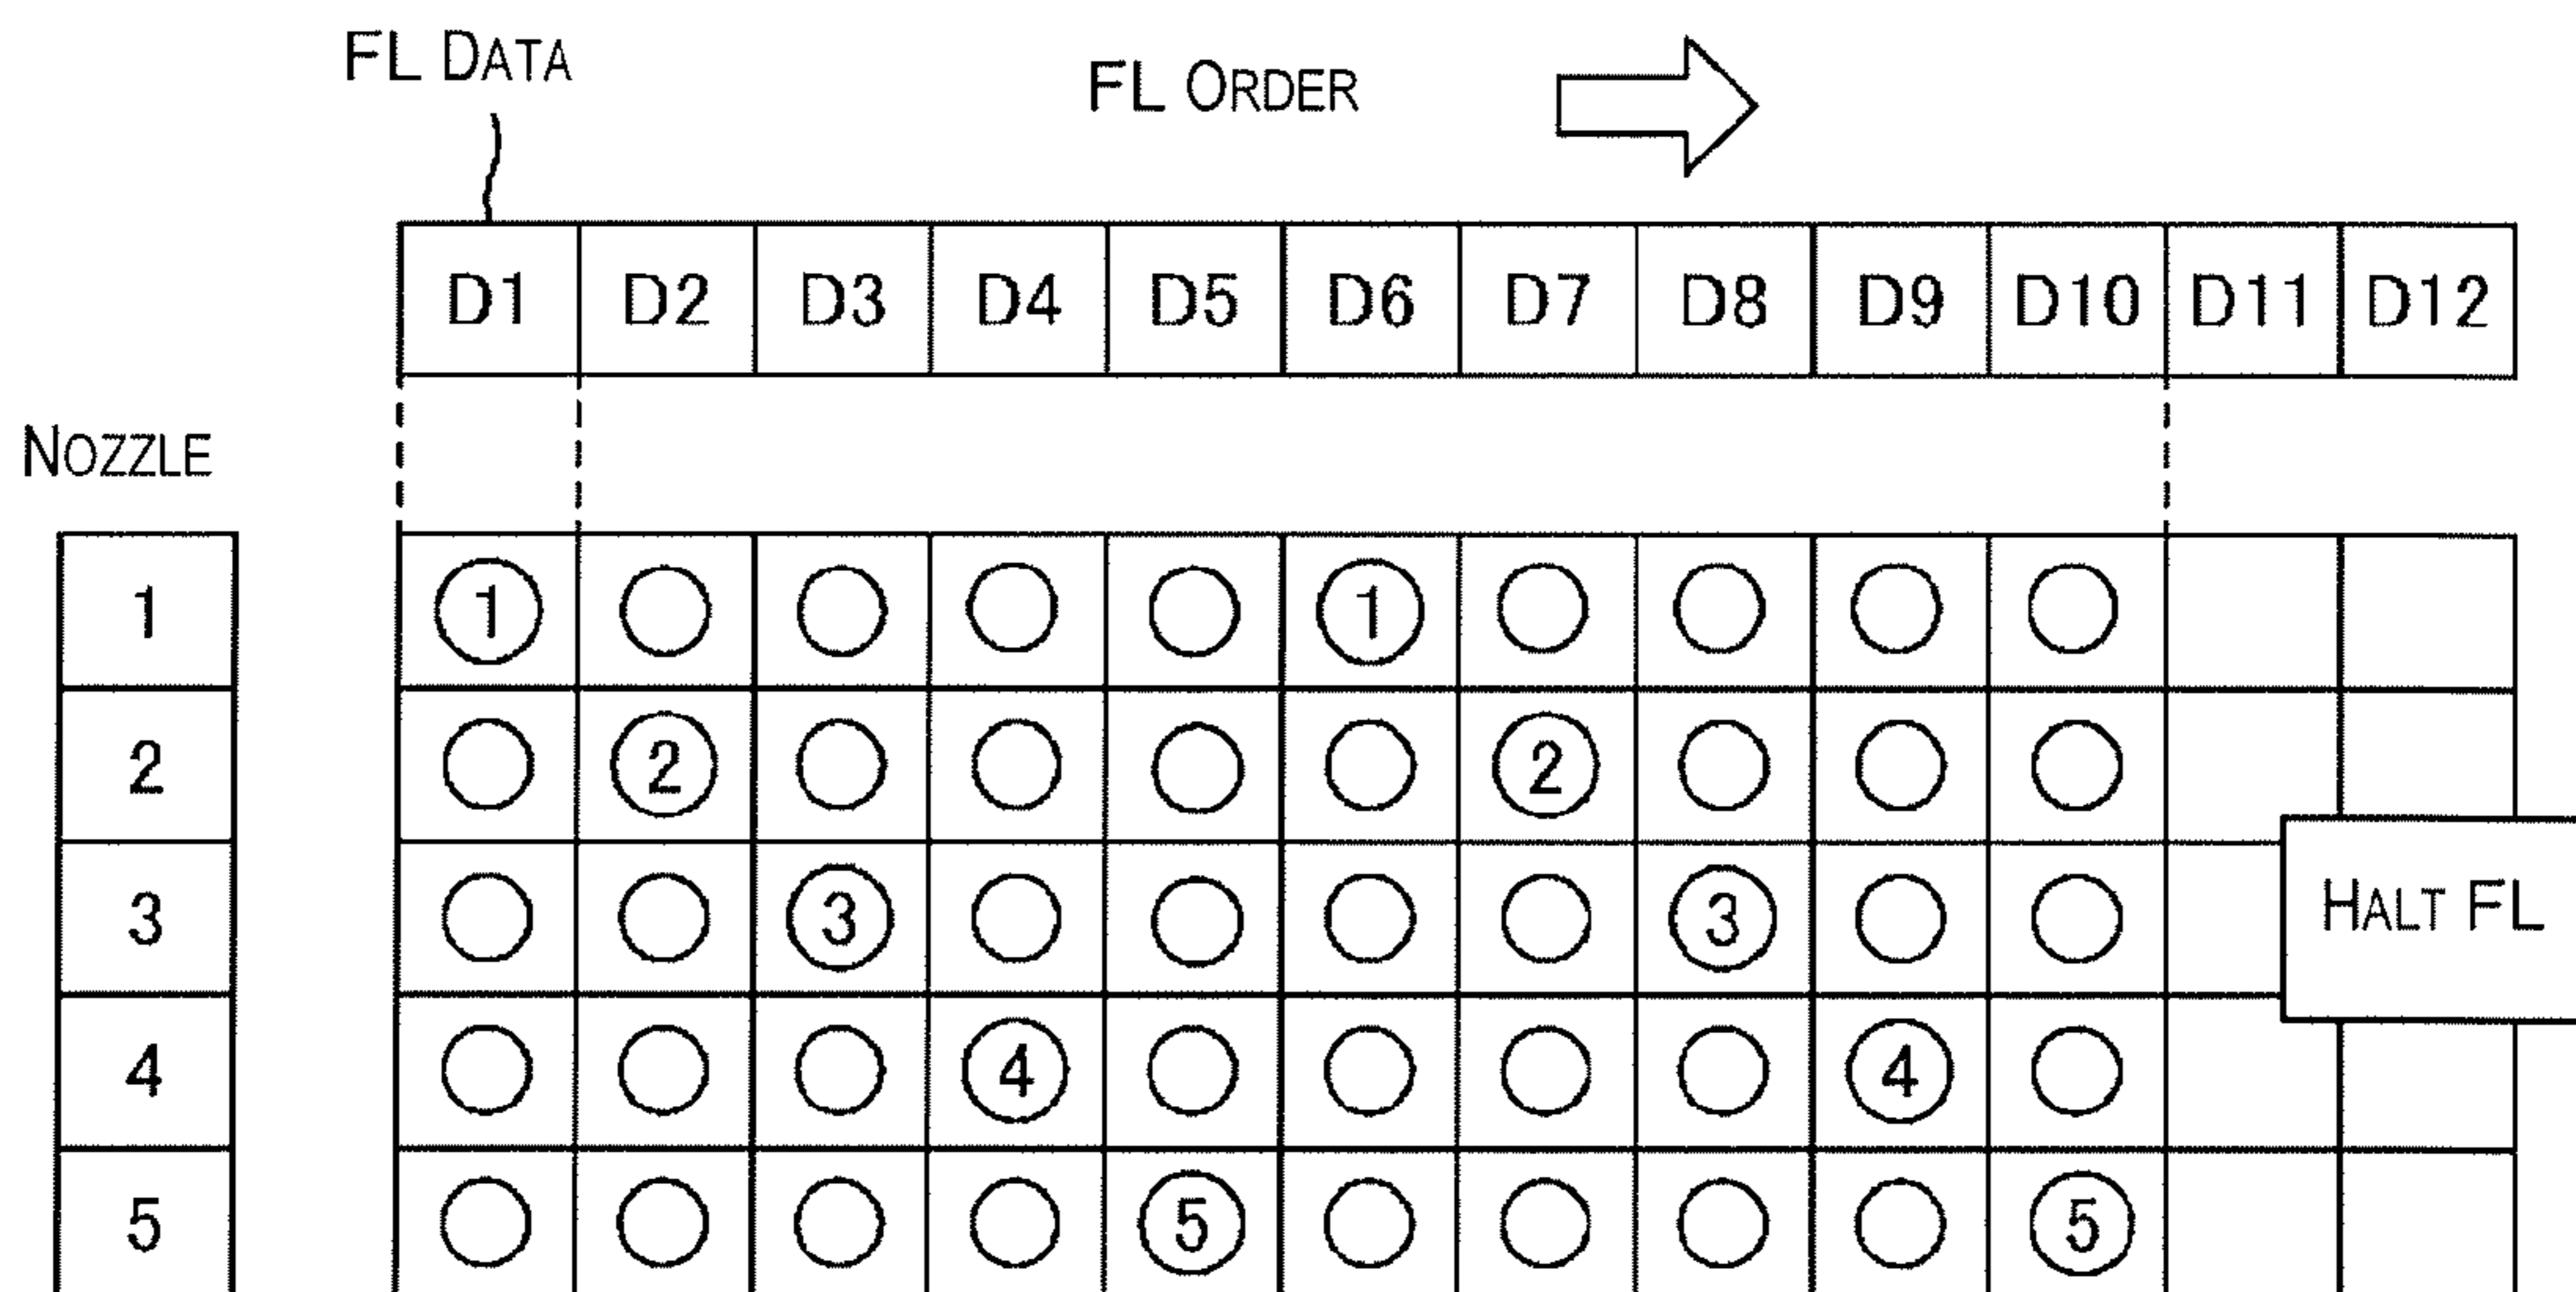 FL DATA
FL ORDER
D1 D2 D3 D4 D5 D6 D7 D8 D9 D10 D11 D12
NOZZLE
1 1 1
2 2 2
3 3 3
HALT FL
4 4 4
5 5 5